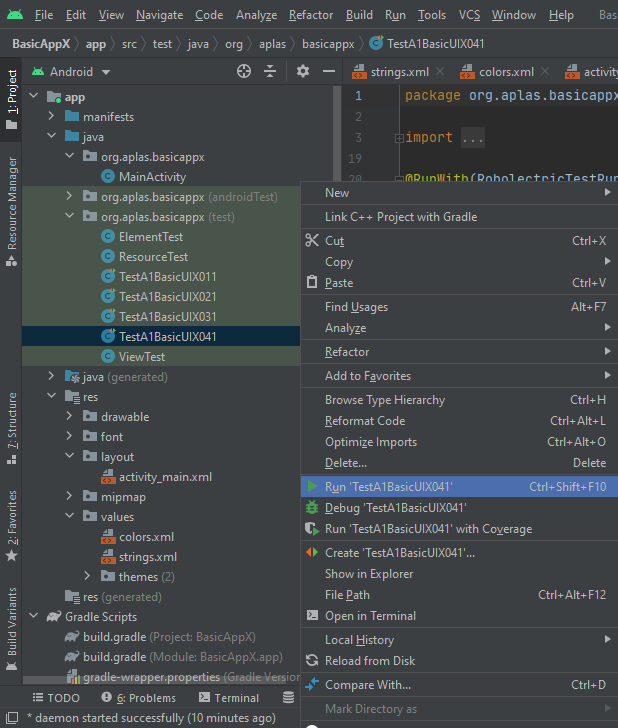 File Edit View Navigate Code Analyze Refactor Build Run Tools VCS Window Help Bas
BasicAppX app src test java org aplas basicappx TestA1BasicUIX041
Android
strings.xml colors.xml activity
1: Project
Resource Manager
7: Structure
2: Favorites
Build Variants
app
manifests
java
org.aplas.basicappx
MainActivity
org.aplas.basicappx (androidTest)
org.aplas.basicappx (test)
ElementTest
ResourceTest
TestA1BasicUIX011
TestA1BasicUIX021
TestA1BasicUIX031
TestA1BasicUIX041
ViewTest
java (generated)
res
drawable
font
layout
activity_main.xml
mipmap
values
colors.xml
strings.xml
themes (2)
res (generated)
Gradle Scripts
build.gradle (Project: BasicAppX)
build.gradle (Module: BasicAppX.app)
gradle-wrapper.properties (Gradle Version
1 package org.aplas.basicappx
2
3 import ...
19
20 @RunWith(RobolectricTestRun
New
Link C++ Project with Gradle
Cut Ctrl+X
Copy
Paste Ctrl+V
Find Usages Alt+F7
Analyze
Refactor
Add to Favorites
Browse Type Hierarchy Ctrl+H
Reformat Code Ctrl+Alt+L
Optimize Imports Ctrl+Alt+O
Delete... Delete
Run 'TestA1BasicUIX041' Ctrl+Shift+F10
Debug 'TestA1BasicUIX041'
Run 'TestA1BasicUIX041' with Coverage
Create 'TestA1BasicUIX041'...
Show in Explorer
File Path Ctrl+Alt+F12
Open in Terminal
Local History
Reload from Disk
Compare With... Ctrl+D
Mark Directory as
TODO 6: Problems Terminal
* daemon started successfully (10 minutes ago)